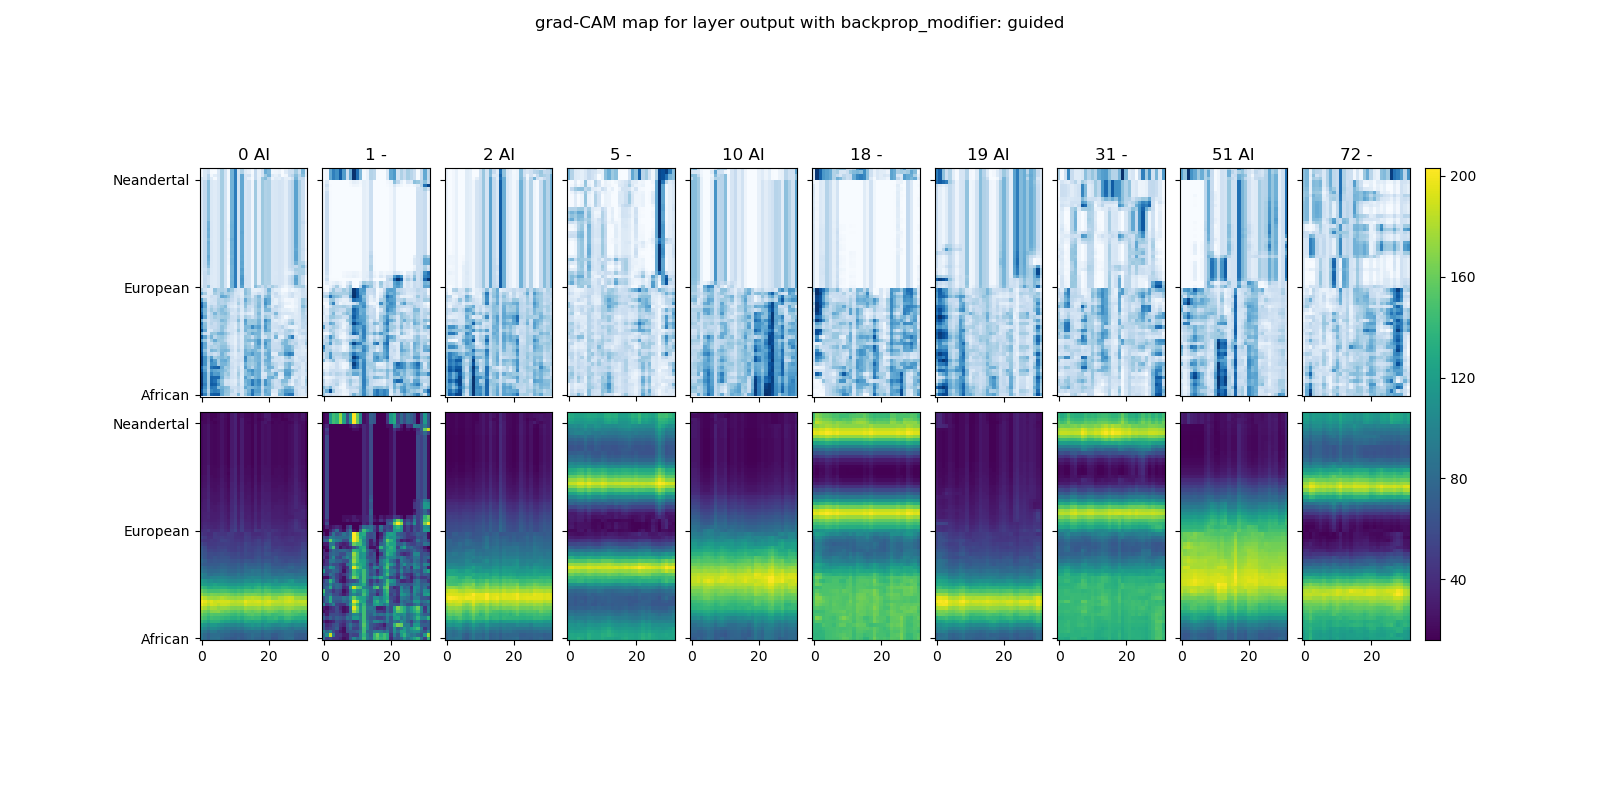 grad-CAM map for layer output with backprop_modifier: guided
0 AI 1 - 2 AI 5 - 10 AI 18 - 19 AI 31 - 51 AI 72 -
Neandertal
European
African
Neandertal
European
African
0 20 0 20 0 20 0 20 0 20 0 20 0 20 0 20 0 20 0 20
200
160
120
80
40